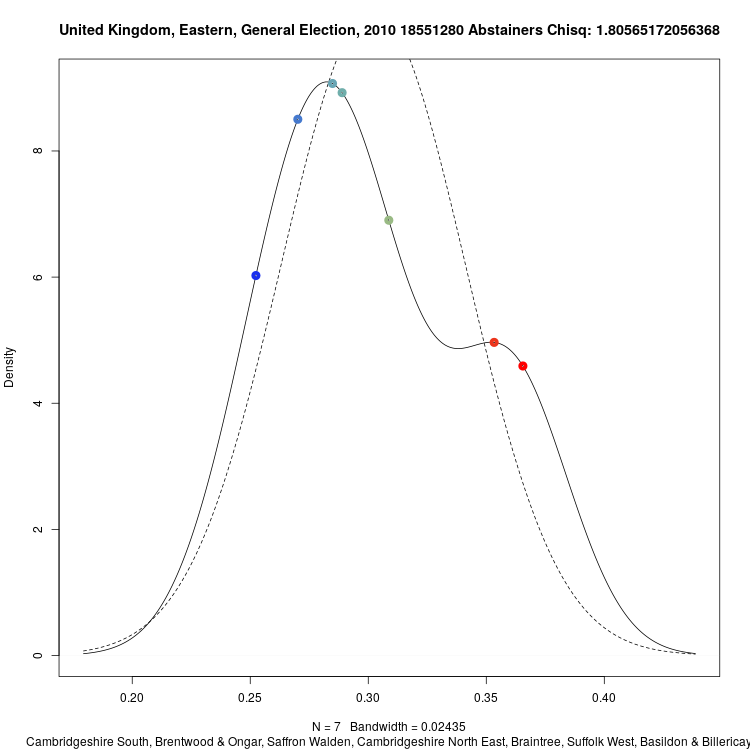 United Kingdom, Eastern, General Election, 2010 18551280 Abstainers Chisq: 1.80565172056368
Density
8
6
4
2
0
0.20 0.25 0.30 0.35 0.40
N = 7 Bandwidth = 0.02435
Cambridgeshire South, Brentwood & Ongar, Saffron Walden, Cambridgeshire North East, Braintree, Suffolk West, Basildon & Billericay